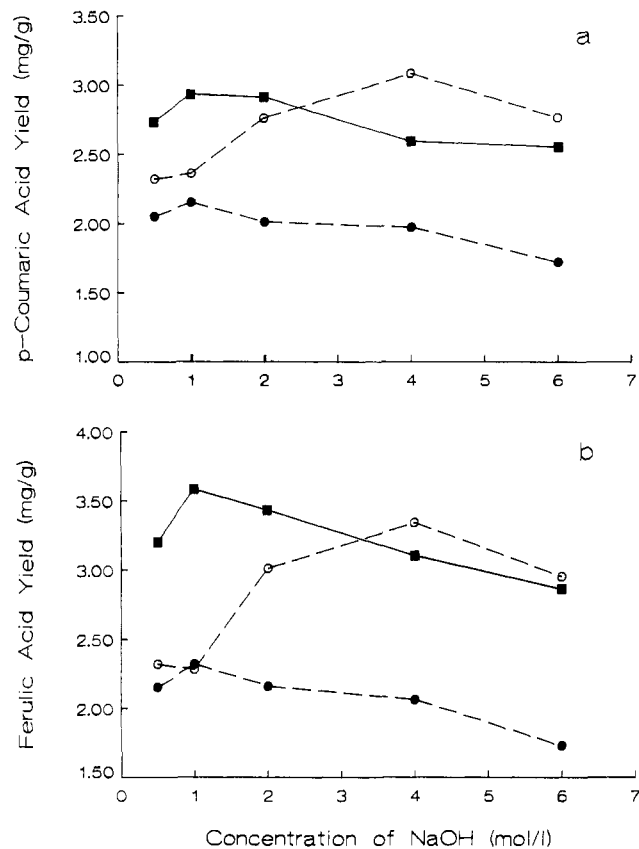 a
p-Coumaric Acid Yield (mg/g)
3.50
3.00
2.50
2.00
1.50
1.00
0 1 2 3 4 5 6 7
b
Ferulic Acid Yield (mg/g)
4.00
3.50
3.00
2.50
2.00
1.50
0 1 2 3 4 5 6 7
Concentration of NaOH (mol/l)